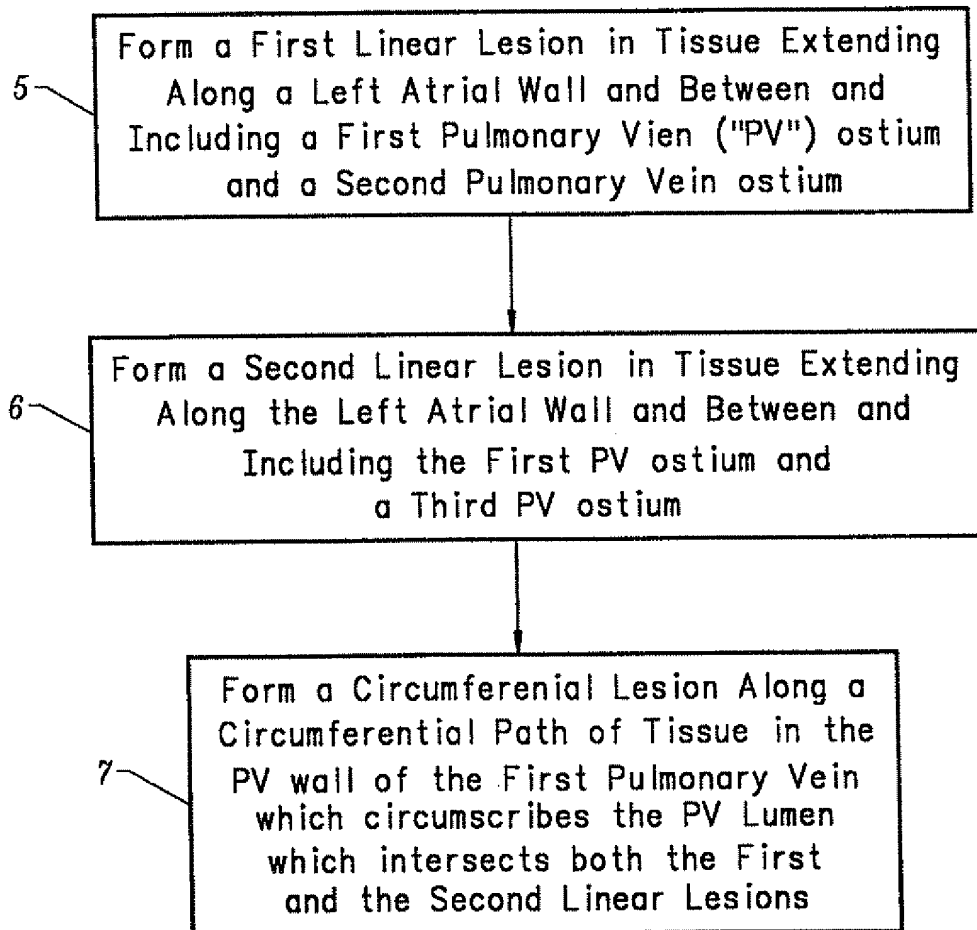 5
Form a First Linear Lesion in Tissue Extending
Along a Left Atrial Wall and Between and
Including a First Pulmonary Vien ("PV") ostium
and a Second Pulmonary Vein ostium
6
Form a Second Linear Lesion in Tissue Extending
Along the Left Atrial Wall and Between and
Including the First PV ostium and
a Third PV ostium
7
Form a Circumferenial Lesion Along a
Circumferential Path of Tissue in the
PV wall of the First Pulmonary Vein
which circumscribes the PV Lumen
which intersects both the First
and the Second Linear Lesions